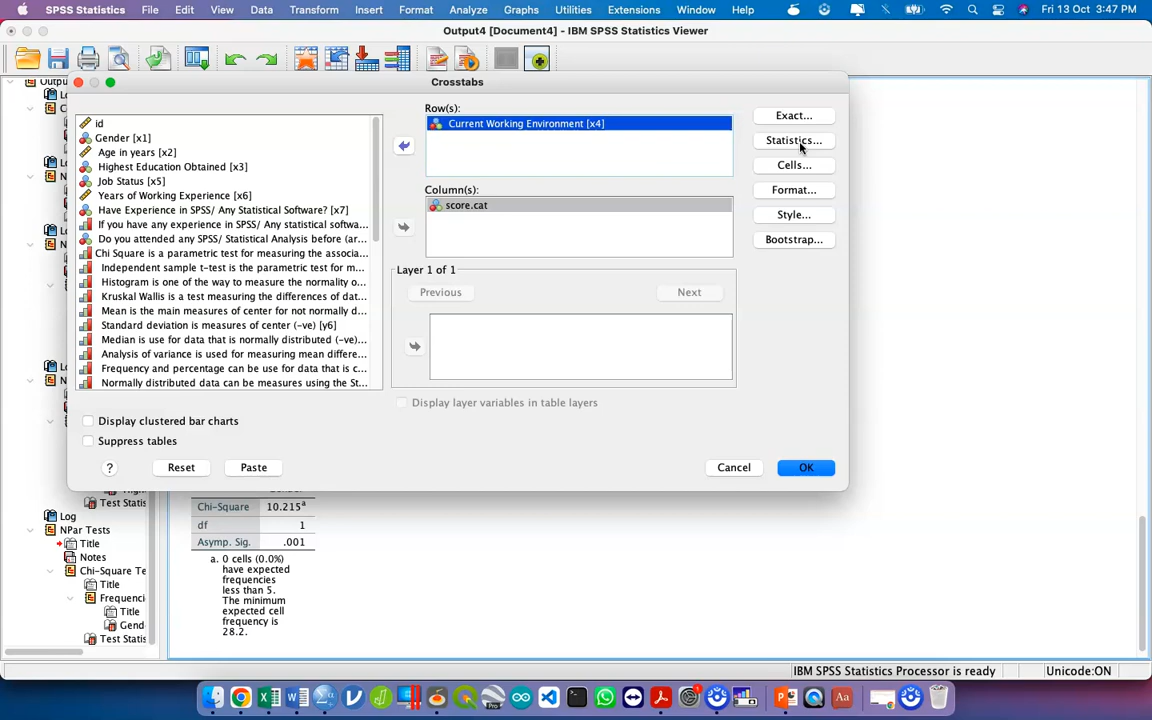 SPSS Statistics File Edit View Data Transform Insert Format Analyze Graphs Utilities Extensions Window Help Fri 13 Oct 3:47 PM
Output4 [Document4] - IBM SPSS Statistics Viewer
Crosstabs
id
Gender [x1]
Age in years [x2]
Highest Education Obtained [x3]
Job Status [x5]
Years of Working Experience [x6]
Have Experience in SPSS/ Any Statistical Software? [x7]
If you have any experience in SPSS/ Any statistical softwa...
Do you attended any SPSS/ Statistical Analysis before (ar...
Chi Square is a parametric test for measuring the associa...
Independent sample t-test is the parametric test for m...
Histogram is one of the way to measure the normality o...
Kruskal Wallis is a test measuring the differences of dat...
Mean is the main measures of center for not normally d...
Standard deviation is measures of center (-ve) [y6]
Median is use for data that is normally distributed (-ve)...
Analysis of variance is used for measuring mean differe...
Frequency and percentage can be use for data that is c...
Normally distributed data can be measures using the St...
Row(s):
Current Working Environment [x4]
Column(s):
score.cat
Layer 1 of 1
Previous Next
Display layer variables in table layers
Exact...
Statistics...
Cells...
Format...
Style...
Bootstrap...
Display clustered bar charts
Suppress tables
? Reset Paste Cancel OK
Test Statis
Log
NPar Tests
Title
Notes
Chi-Square Te
Title
Frequenci
Title
Gend
Test Statis
Chi-Square 10.215a
df 1
Asymp. Sig. .001
a. 0 cells (0.0%)
have expected
frequencies
less than 5.
The minimum
expected cell
frequency is
28.2.
IBM SPSS Statistics Processor is ready Unicode:ON